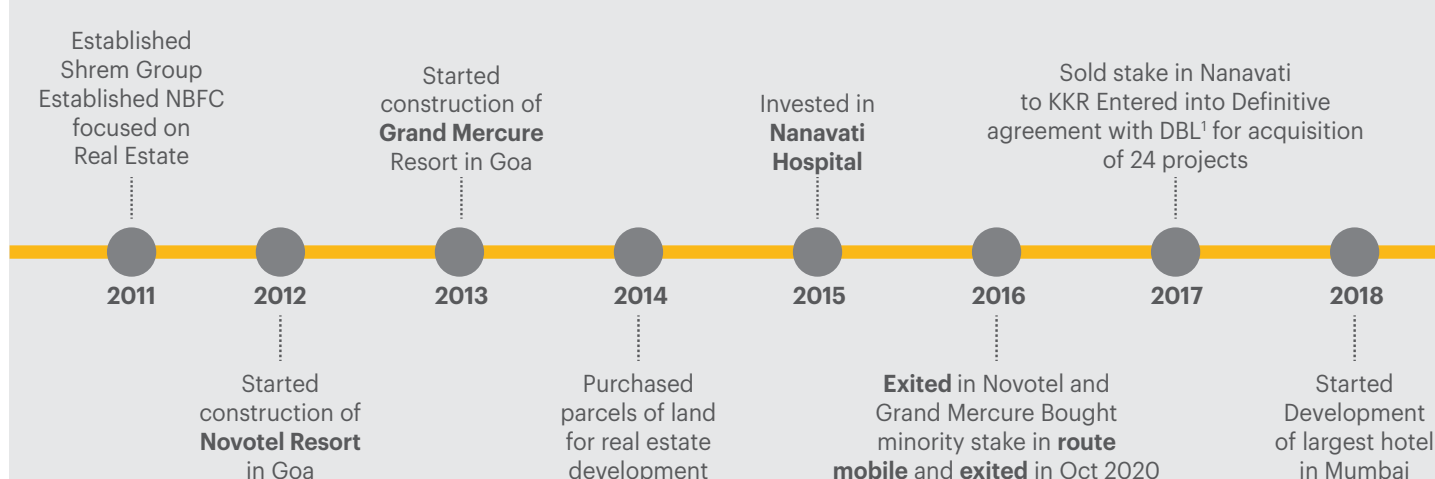 Established
Shrem Group
Established NBFC
focused on
Real Estate
2011
2012
Started
construction of
Novotel Resort
in Goa
Started
construction of
Grand Mercure
Resort in Goa
2013
2014
Purchased
parcels of land
for real estate
development
Invested in
Nanavati
Hospital
2015
2016
Exited in Novotel and
Grand Mercure Bought
minority stake in route
mobile and exited in Oct 2020
Sold stake in Nanavati
to KKR Entered into Definitive
agreement with DBL¹ for acquisition
of 24 projects
2017
2018
Started
Development
of largest hotel
in Mumbai